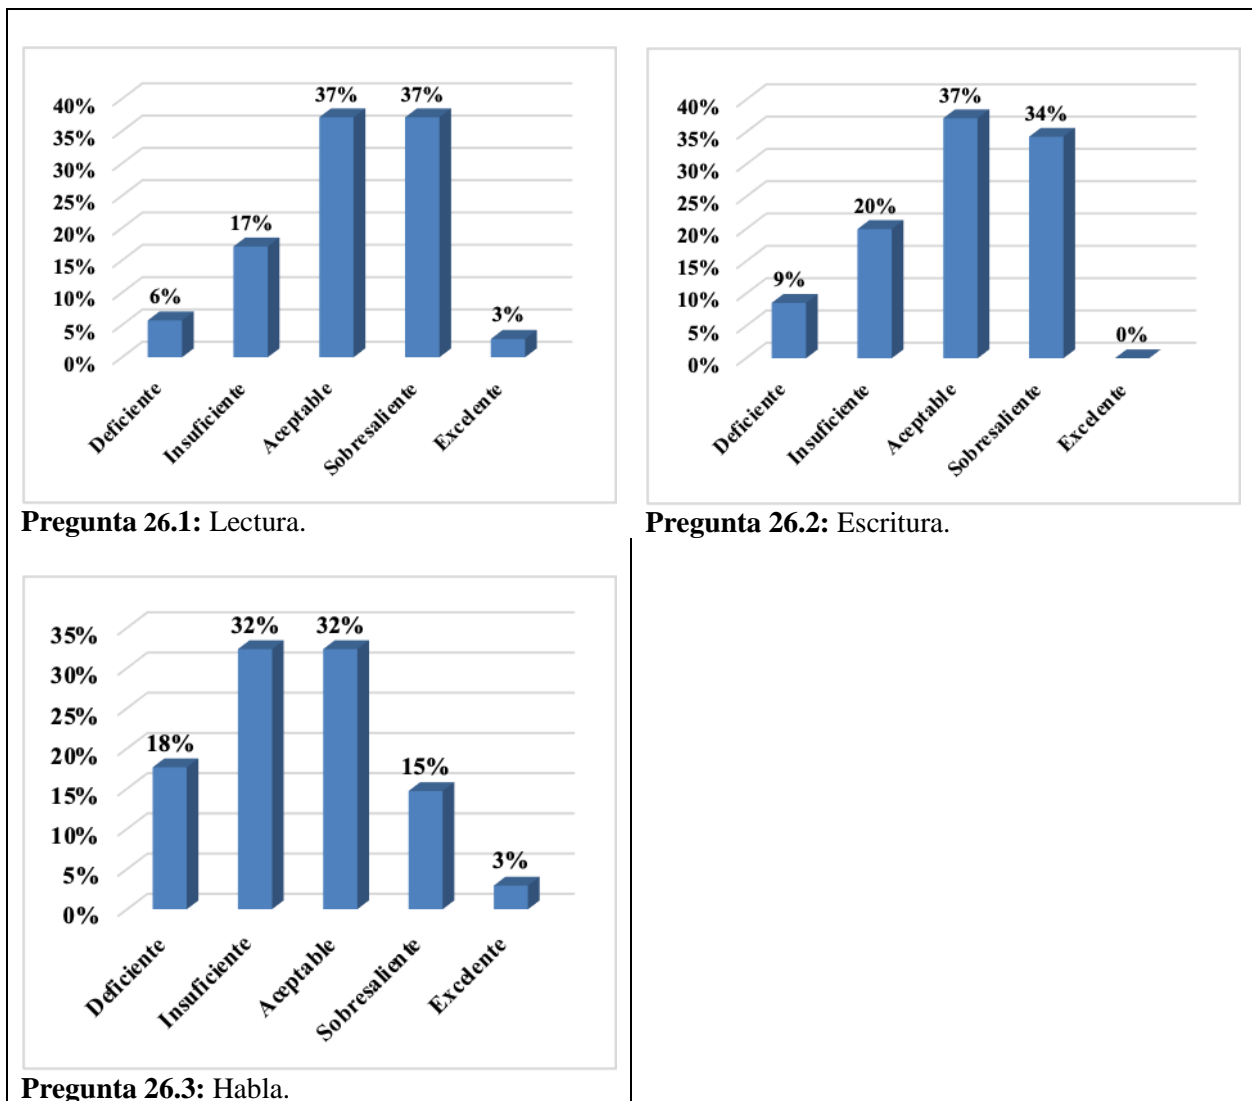 40%
35%
30%
25%
20%
15%
10%
5%
0%
6%
17%
37%
37%
3%
Deficiente
Insuficiente
Aceptable
Sobresaliente
Excelente
Pregunta 26.1: Lectura.
40%
35%
30%
25%
20%
15%
10%
5%
0%
9%
20%
37%
34%
0%
Deficiente
Insuficiente
Aceptable
Sobresaliente
Excelente
Pregunta 26.2: Escritura.
35%
30%
25%
20%
15%
10%
5%
0%
18%
32%
32%
15%
3%
Deficiente
Insuficiente
Aceptable
Sobresaliente
Excelente
Pregunta 26.3: Habla.